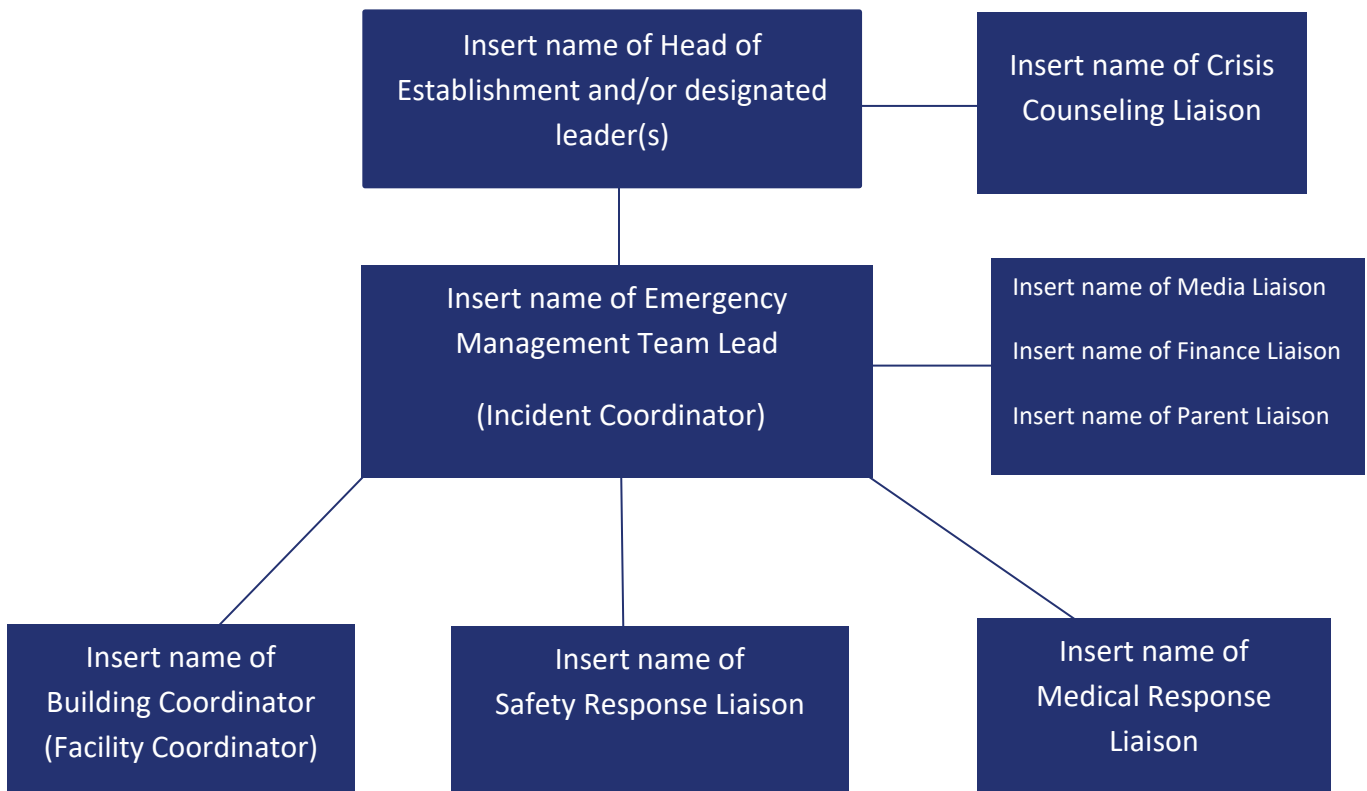 Insert name of Head of
Establishment and/or designated
leader(s)
Insert name of Crisis
Counseling Liaison
Insert name of Emergency
Management Team Lead
(Incident Coordinator)
Insert name of Media Liaison
Insert name of Finance Liaison
Insert name of Parent Liaison
Insert name of
Building Coordinator
(Facility Coordinator)
Insert name of
Safety Response Liaison
Insert name of
Medical Response
Liaison